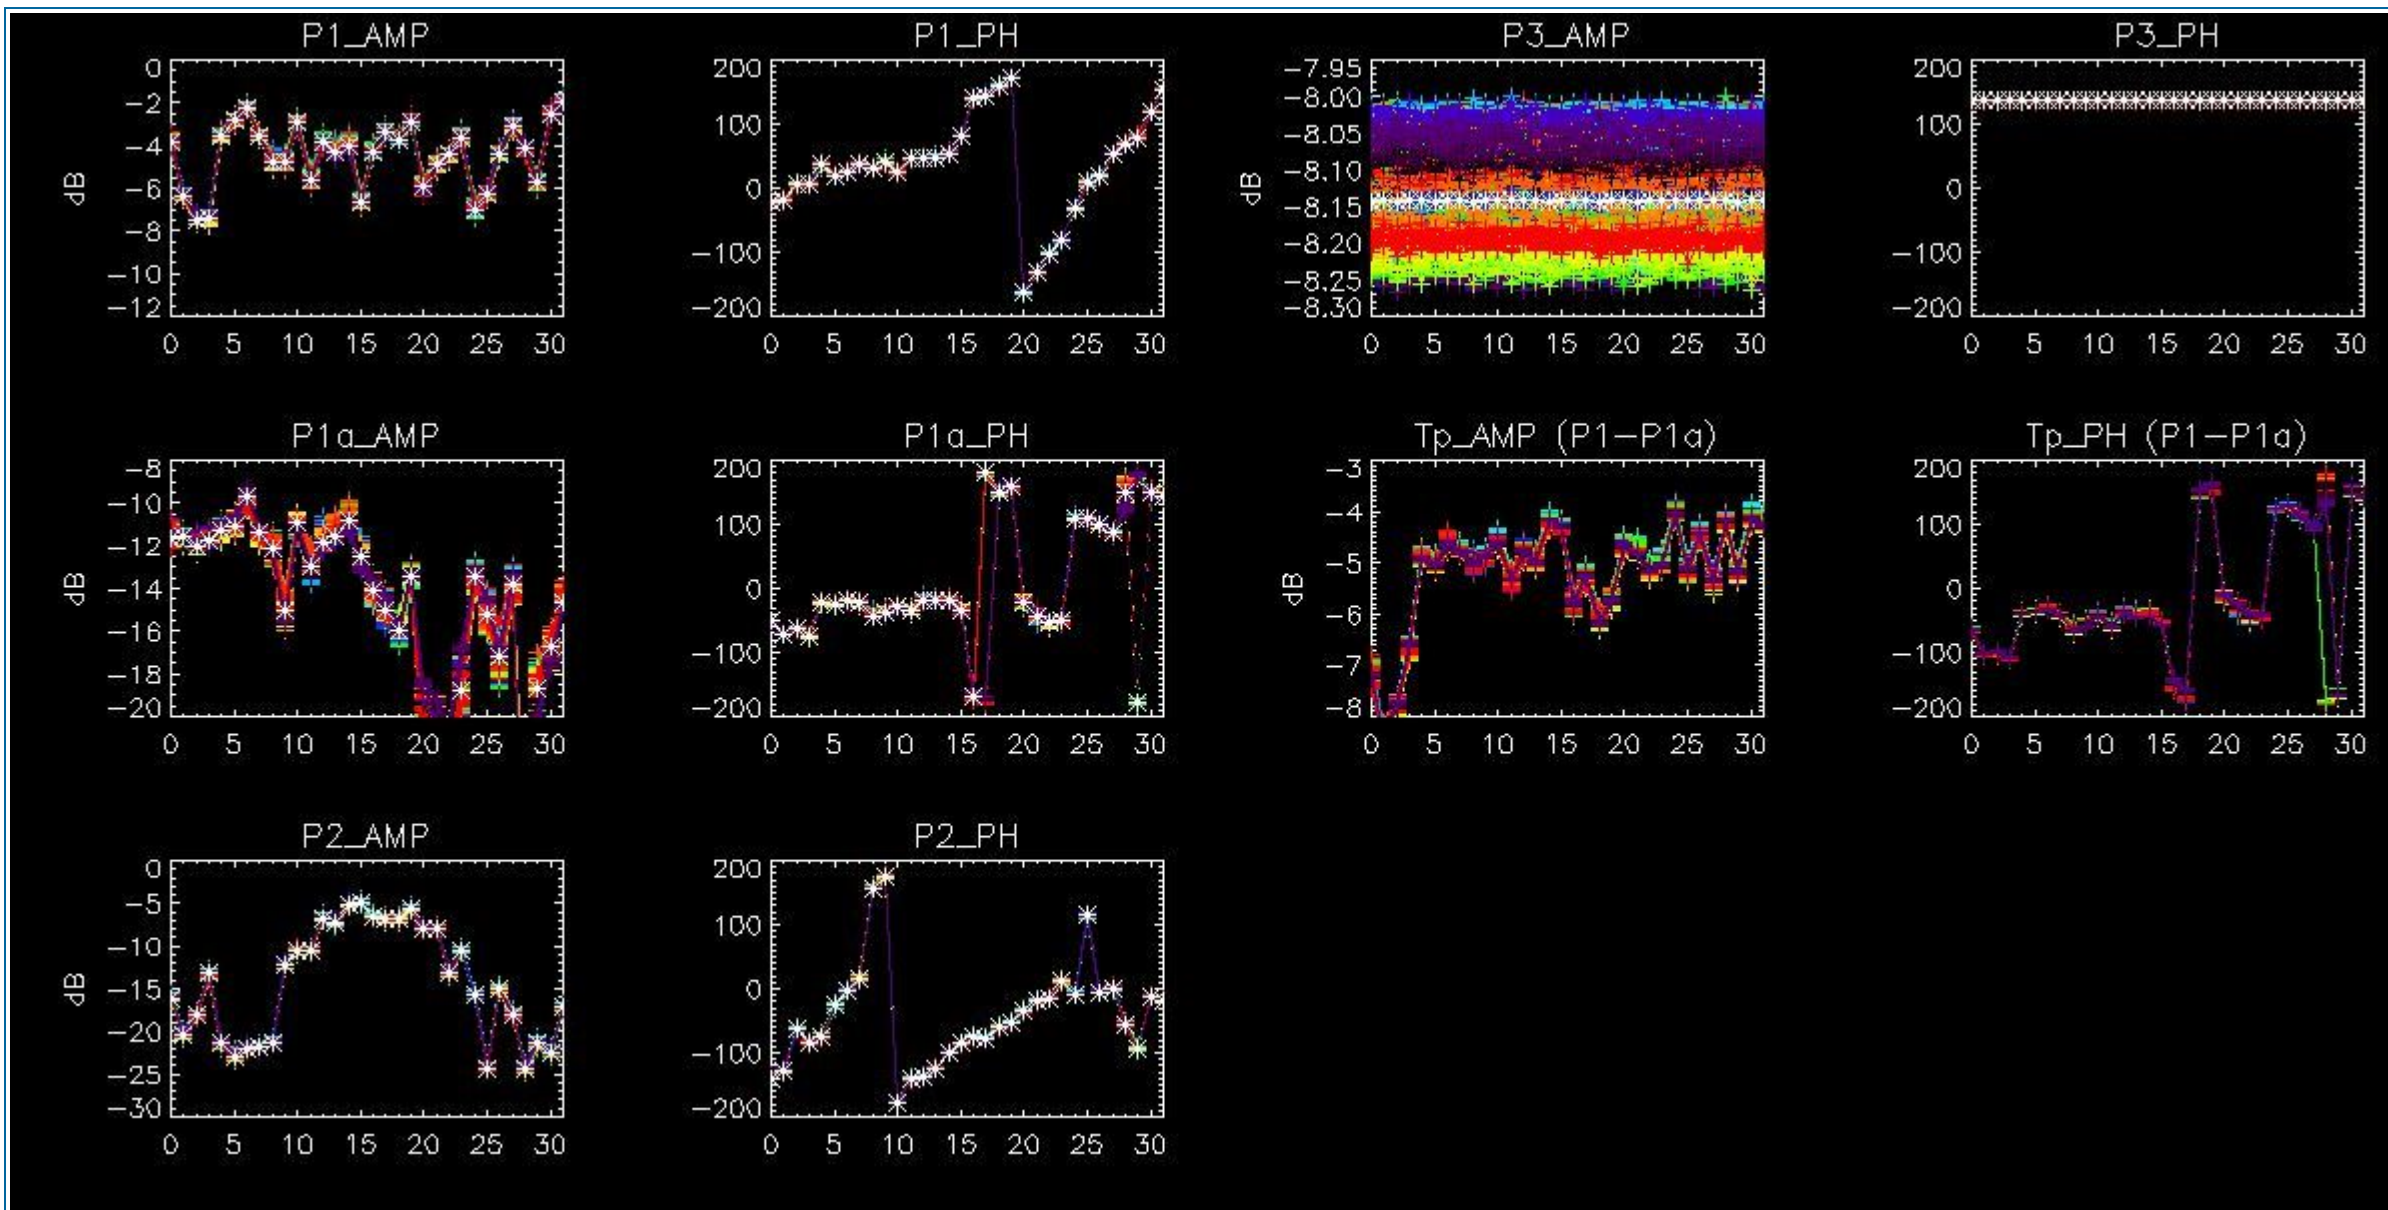 P1_AMP P1_PH P3_AMP P3_PH
0 200 −7.95 200
−2 −8.00
100 100
−4 −8.05
dB −8.10
−6 0 dB 0
−8.15
−8 −8.20
−100 −100
−10 −8.25
−12 −200 −8.30 −200
0 5 10 15 20 25 30 0 5 10 15 20 25 30 0 5 10 15 20 25 30 0 5 10 15 20 25 30
P1a_AMP P1a_PH Tp_AMP (P1−P1a) Tp_PH (P1−P1a)
−8 200 −3 200
−10 100 −4 100
−12
dB −14 0 dB −5 0
−16 −6
−100 −100
−18 −7
−20 −200 −8 −200
0 5 10 15 20 25 30 0 5 10 15 20 25 30 0 5 10 15 20 25 30 0 5 10 15 20 25 30
P2_AMP P2_PH
0 200
−5 100
−10
dB −15 0
−20 −100
−25
−30 −200
0 5 10 15 20 25 30 0 5 10 15 20 25 30